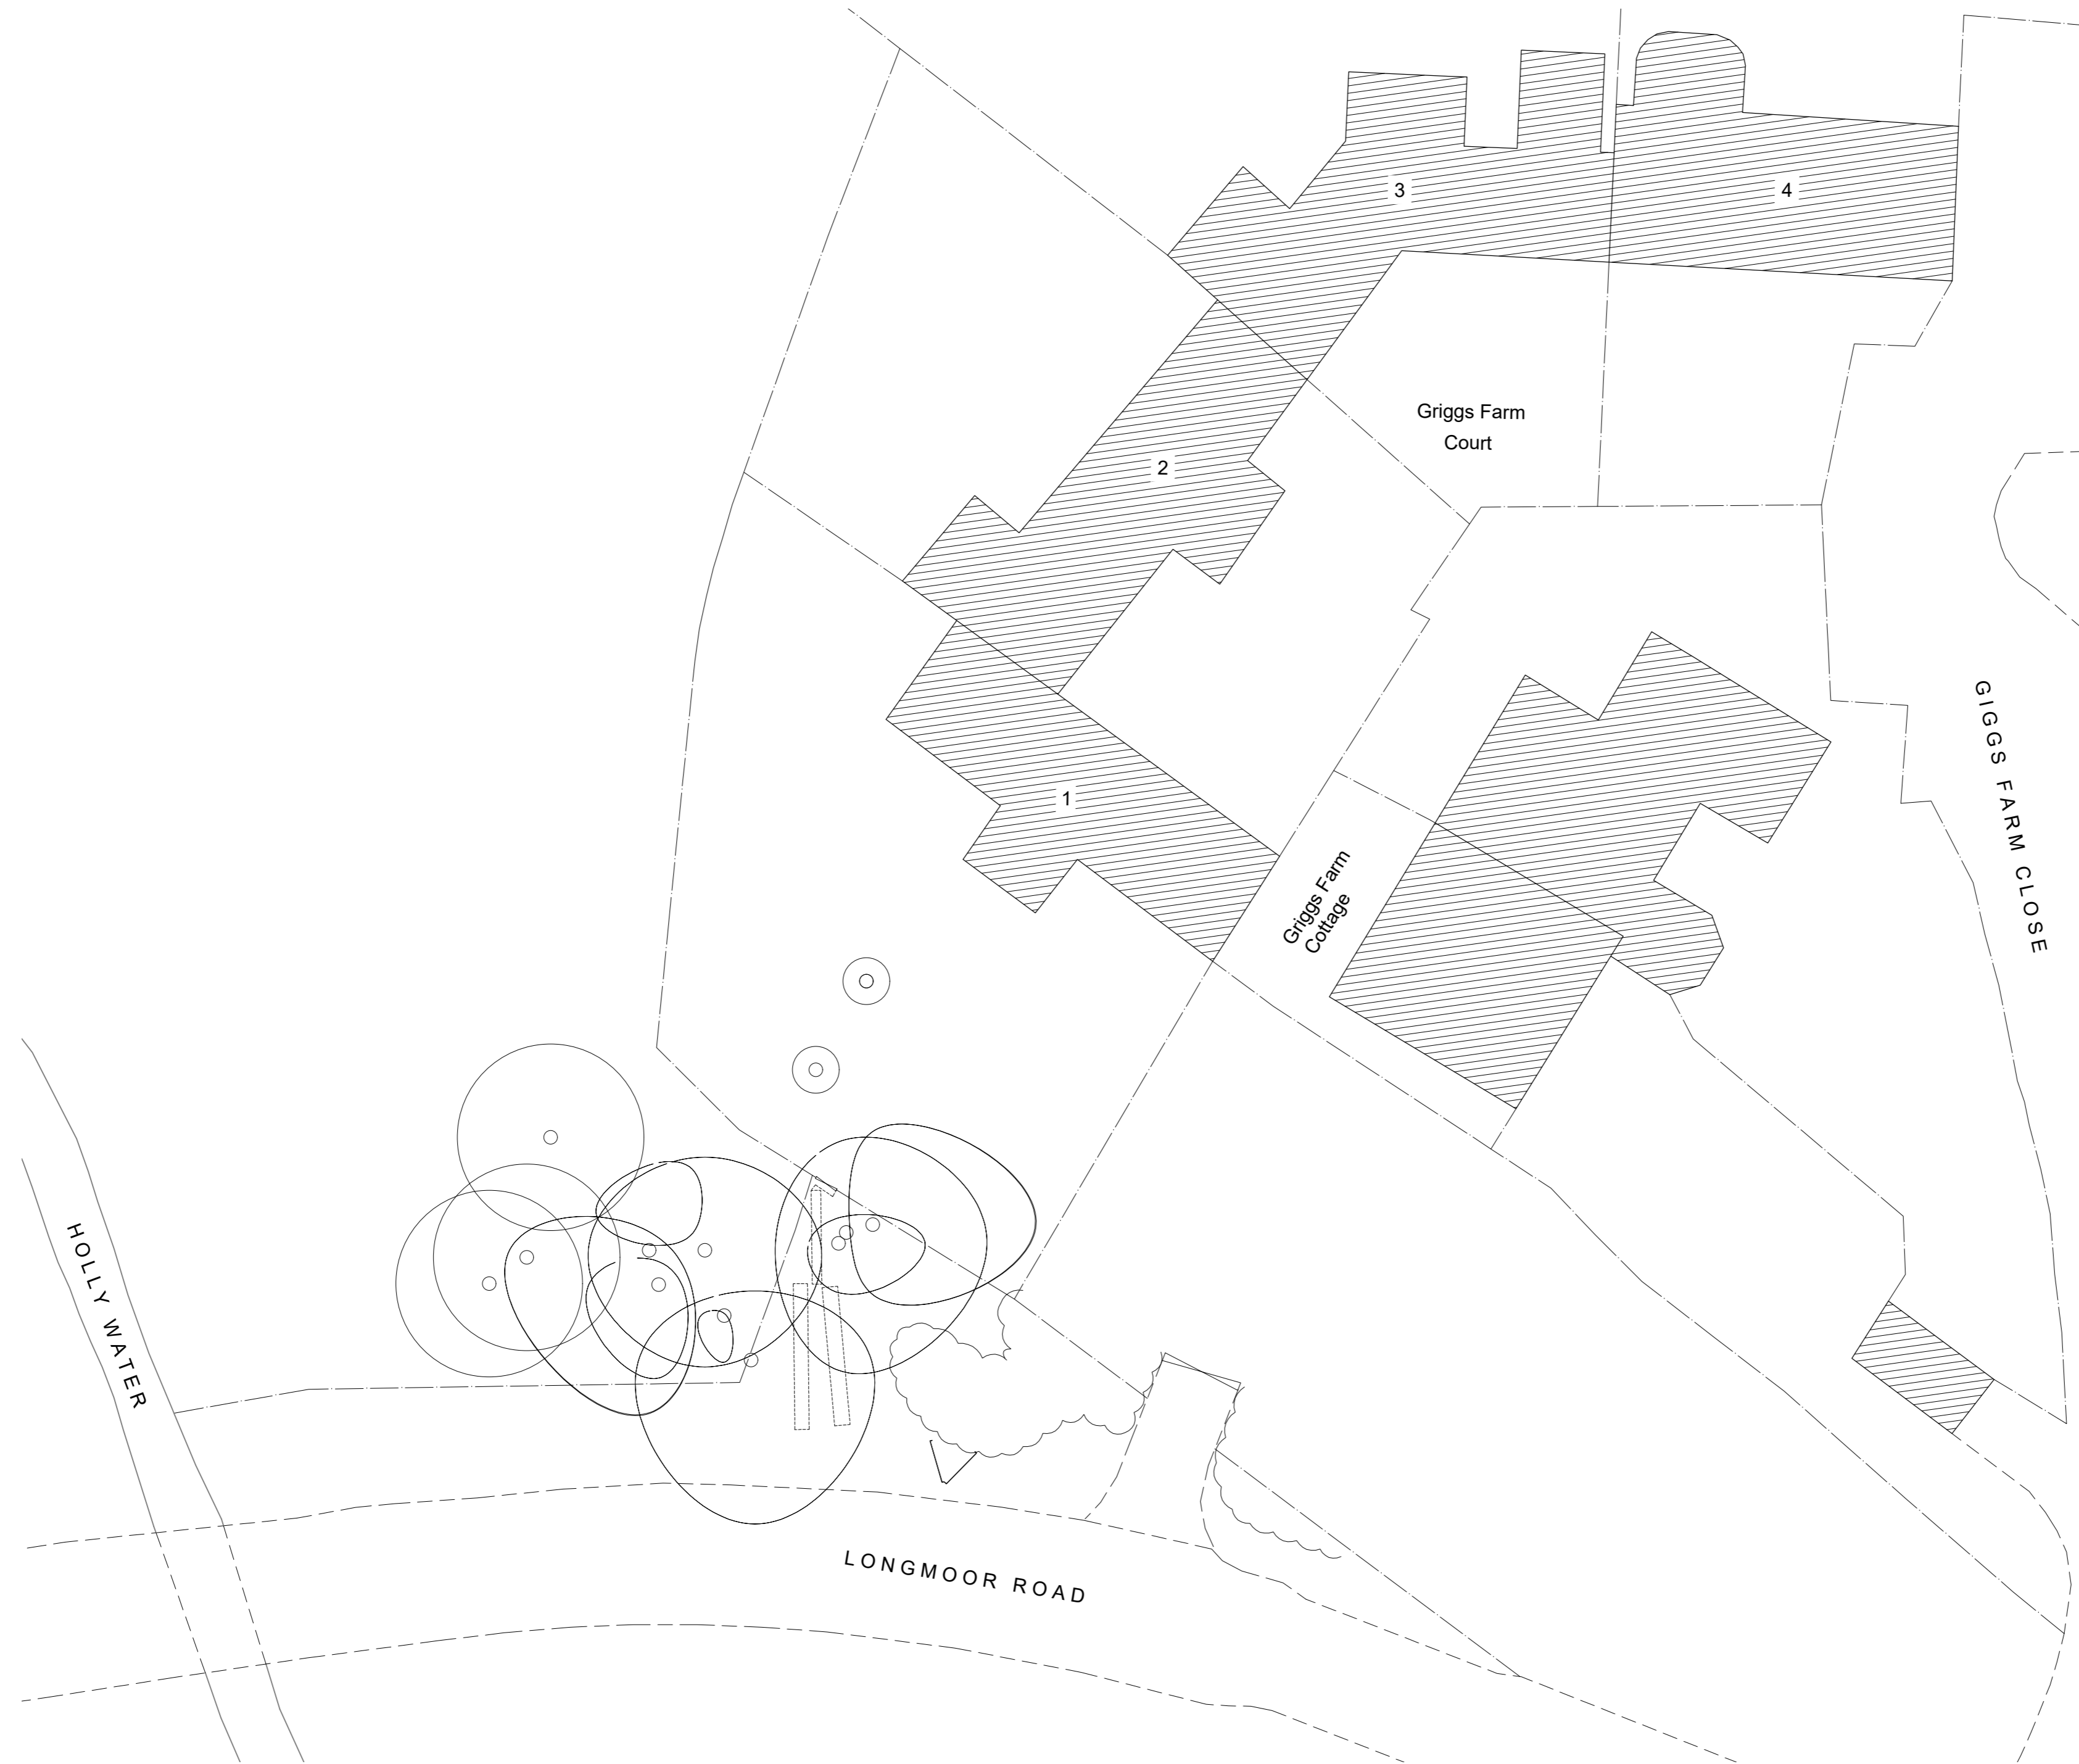 3
4
Griggs Farm
Court
2
GIGGS FARM CLOSE
1
Griggs Farm
Cottage
HOLLY WATER
LONGMOOR ROAD